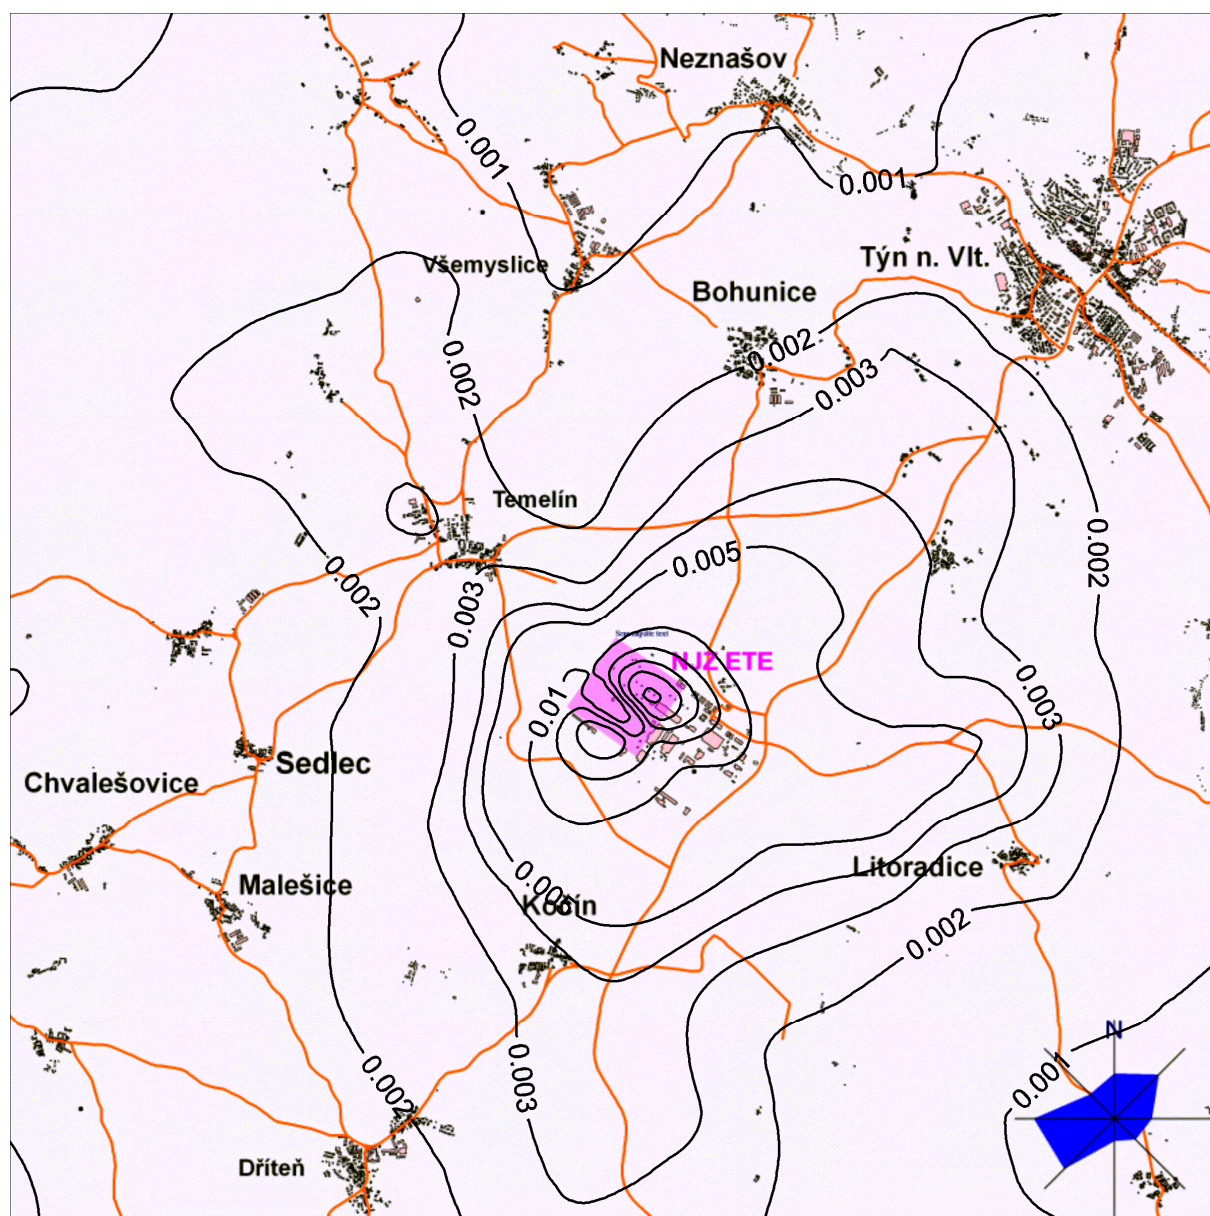 Neznašov
0.001
0.001
Týn n. Vlt.
Všemyslice
Bohunice
0.002
0.002
0.003
Temelín
0.002
0.005
0.002
0.003
NJZ ETE
0.01
0.003
Sedlec
Chvalešovice
Malešice
0.005
Kočín
Litoradice
0.002
N
0.003
0.002
0.001
Dříteň